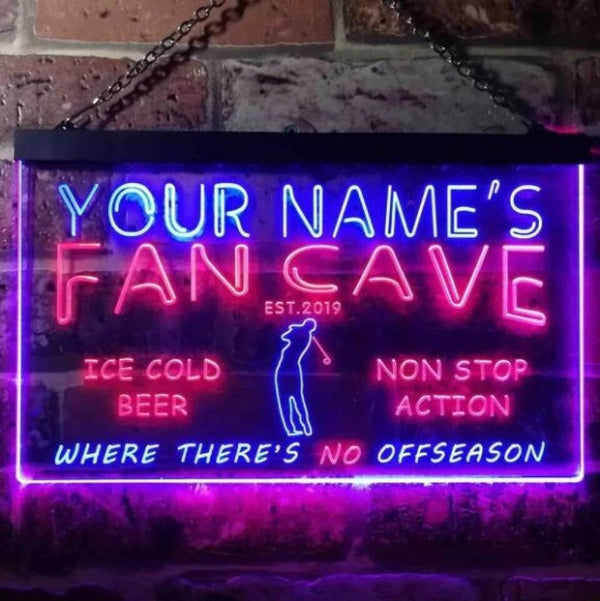 YOUR NAME'S
FAN CAVE
EST.2019
ICE COLD
BEER
NON STOP
ACTION
WHERE THERE'S NO OFFSEASON